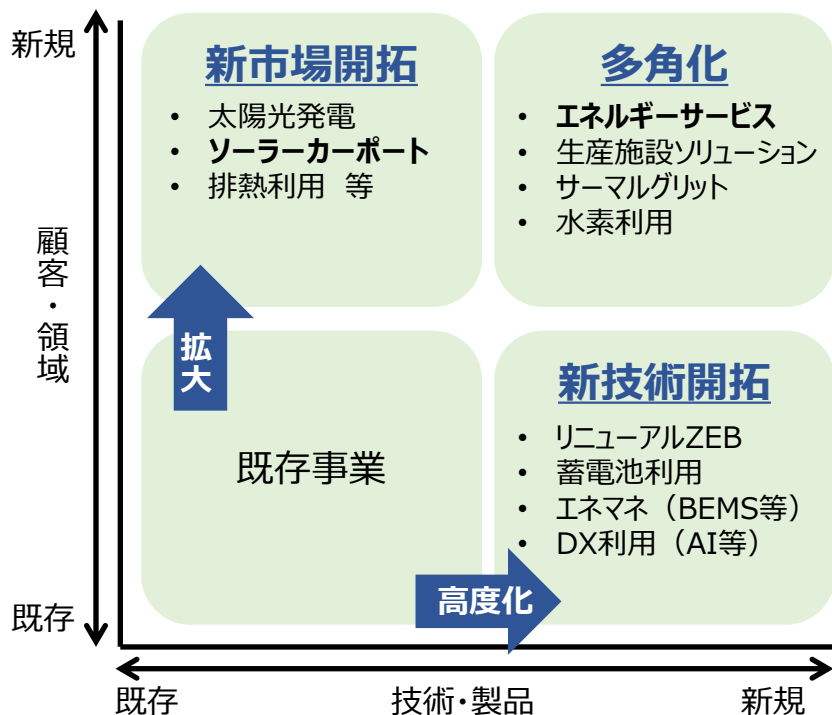 新規
新市場開拓
• 太陽光発電
• ソーラーカーポート
• 排熱利用 等
多角化
• エネルギーサービス
• 生産施設ソリューション
• サーマルグリット
• 水素利用
顧客・領域
拡大
既存事業
新技術開拓
• リニューアルZEB
• 蓄電池利用
• エネマネ（BEMS等）
• DX利用（AI等）
高度化
既存
既存
技術・製品
新規